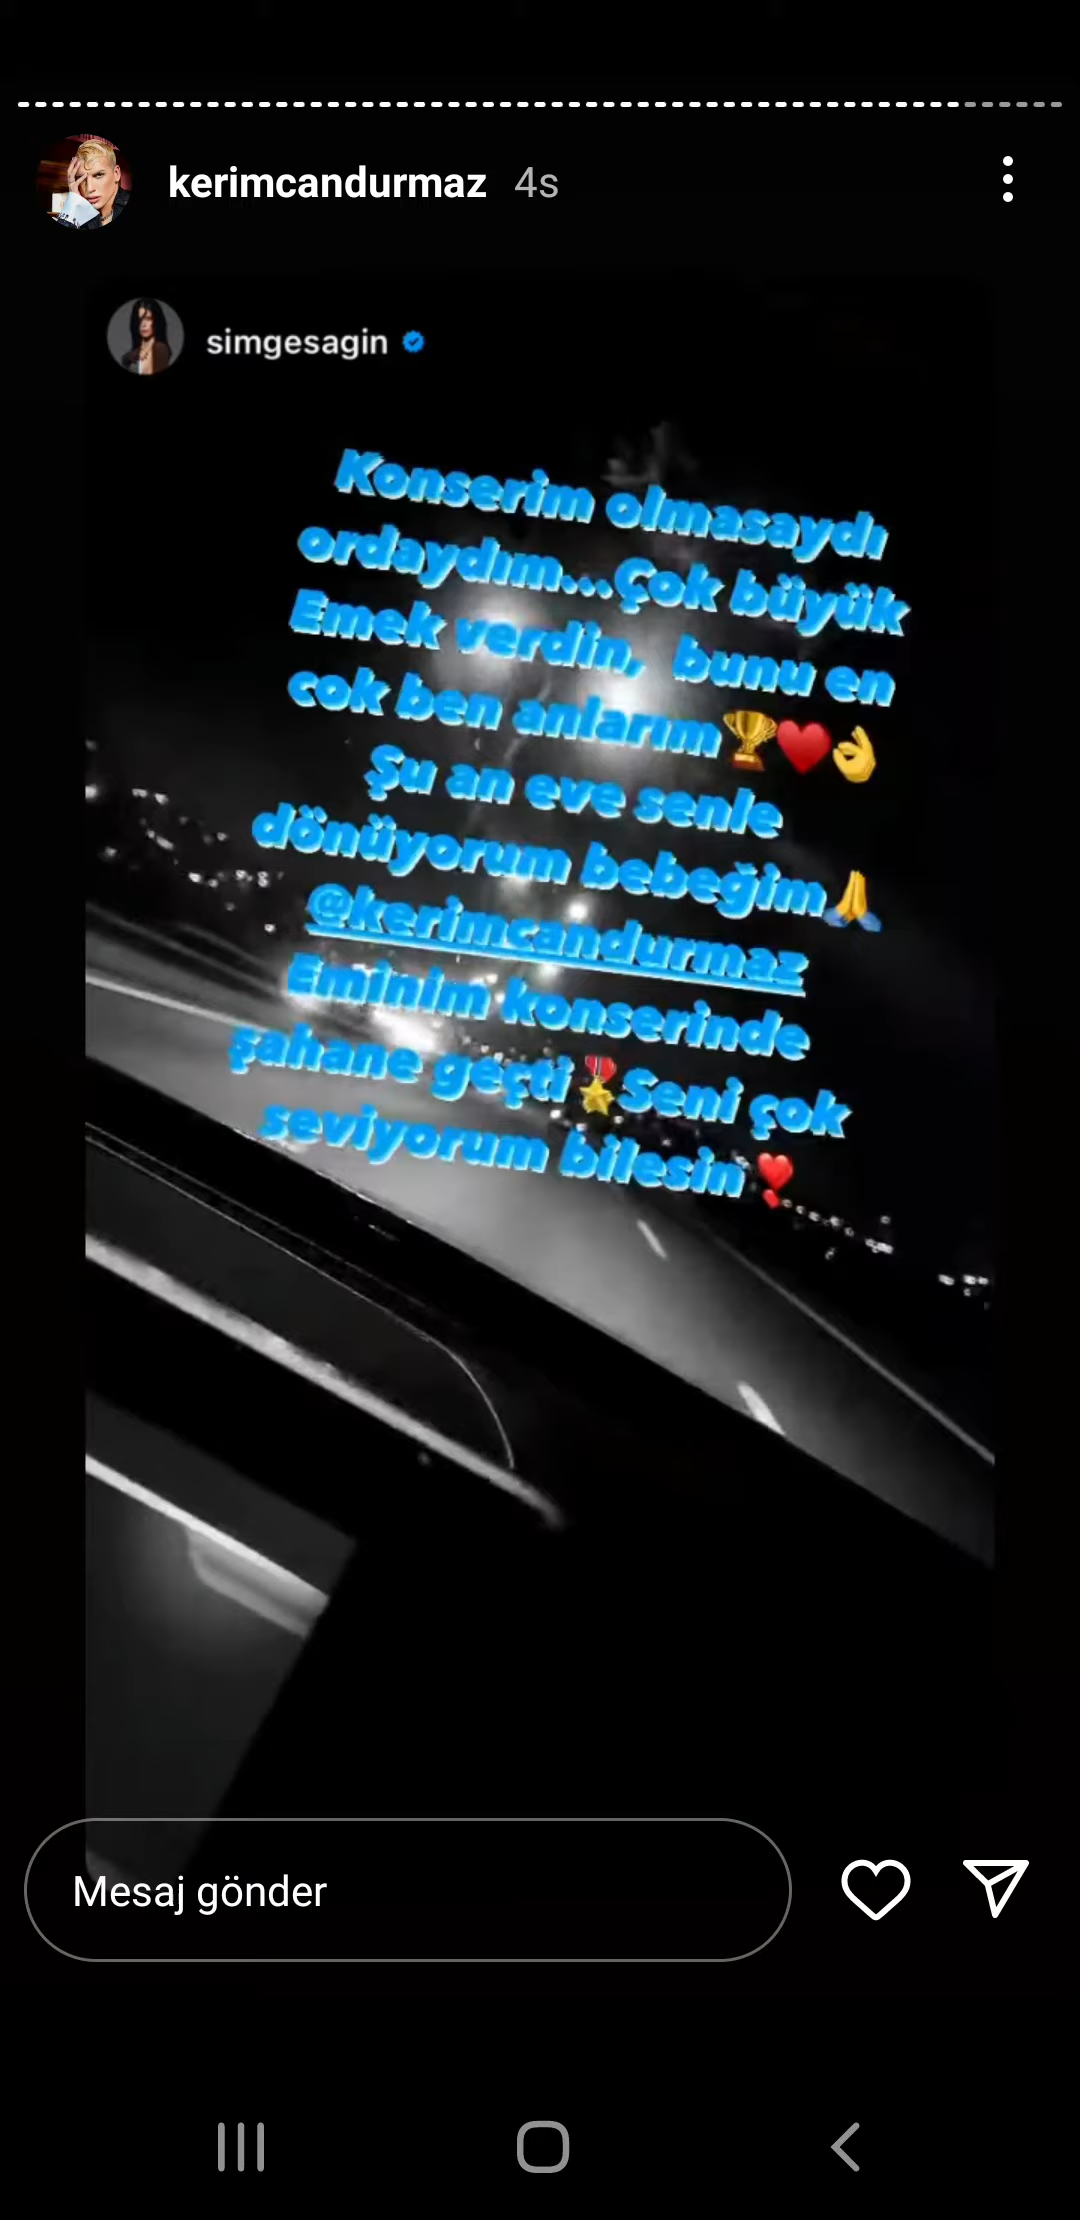 kerimcandurmaz 4s
simgesagin
Konserim olmasaydı
ordaydım...Çok büyük
Emek verdin, bunu en
cok ben anlarım🏆♥️👌
Şu an eve senle
dönüyorum bebeğim🙏
@kerimcandurmaz
Eminim konserinde
şahane geçti🎖️Seni çok
seviyorum bilesin❣️
Mesaj gönder